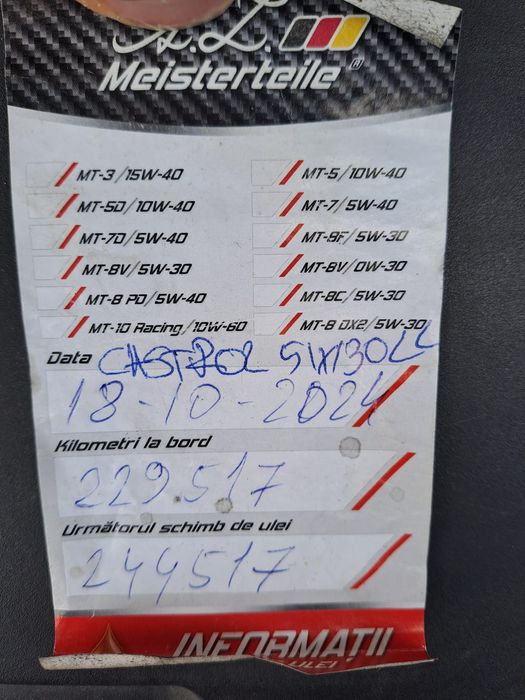 A.L.
Meisterteile
MT-3/15W-40 MT-5/10W-40
MT-5D/10W-40 MT-7/5W-40
MT-7D/5W-40 MT-8F/5W-30
MT-8V/5W-30 MT-8V/0W-30
MT-8 PD/5W-40 MT-8C/5W-30
MT-10 Racing/10W-60 MT-8 DX2/5W-30
Data CASTROL 5W30LL
18-10-2024
Kilometri la bord
229517
Următorul schimb de ulei
244517
INFORMAȚII
ULEI